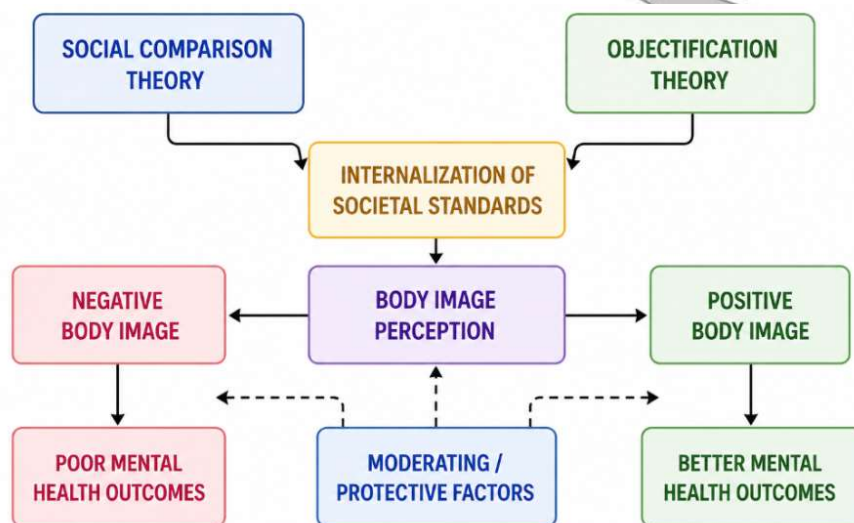 SOCIAL COMPARISON
THEORY
OBJECTIFICATION
THEORY
INTERNALIZATION OF
SOCIETAL STANDARDS
NEGATIVE
BODY IMAGE
BODY IMAGE
PERCEPTION
POSITIVE
BODY IMAGE
POOR MENTAL
HEALTH OUTCOMES
MODERATING /
PROTECTIVE FACTORS
BETTER MENTAL
HEALTH OUTCOMES